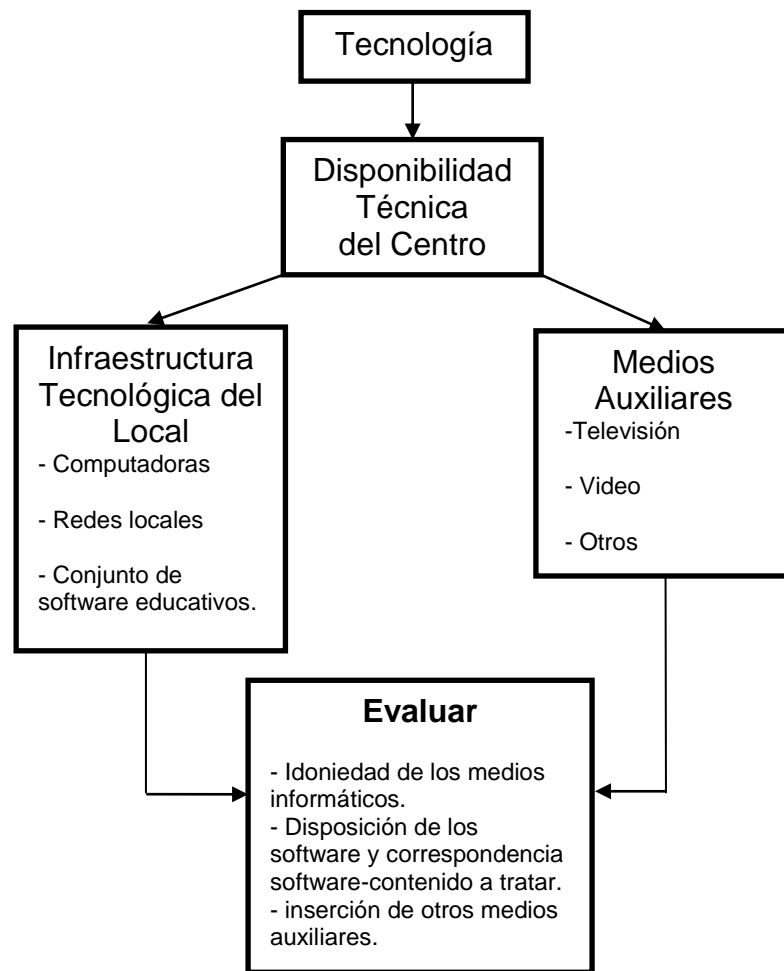 Tecnología
Disponibilidad
Técnica
del Centro
Infraestructura
Tecnológica del
Local
- Computadoras
- Redes locales
- Conjunto de
software educativos.
Medios
Auxiliares
-Televisión
- Video
- Otros
Evaluar
- Idoniedad de los medios
informáticos.
- Disposición de los
software y correspondencia
software-contenido a tratar.
- inserción de otros medios
auxiliares.